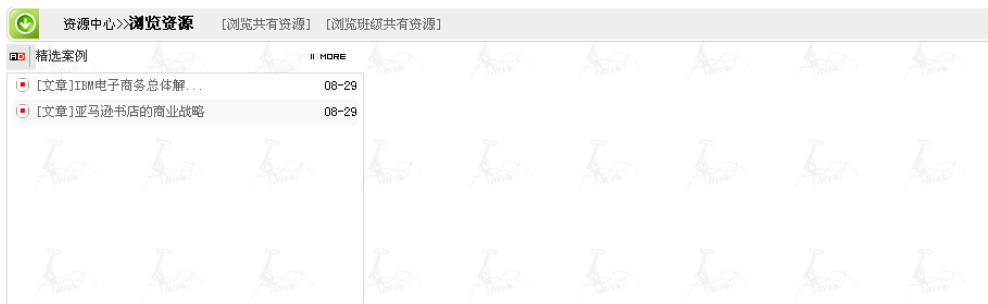 资源中心>>浏览资源 [浏览共有资源] [浏览班级共有资源]
精选案例 MORE
[文章]IBM电子商务总体解... 08-29
[文章]亚马逊书店的商业战略 08-29